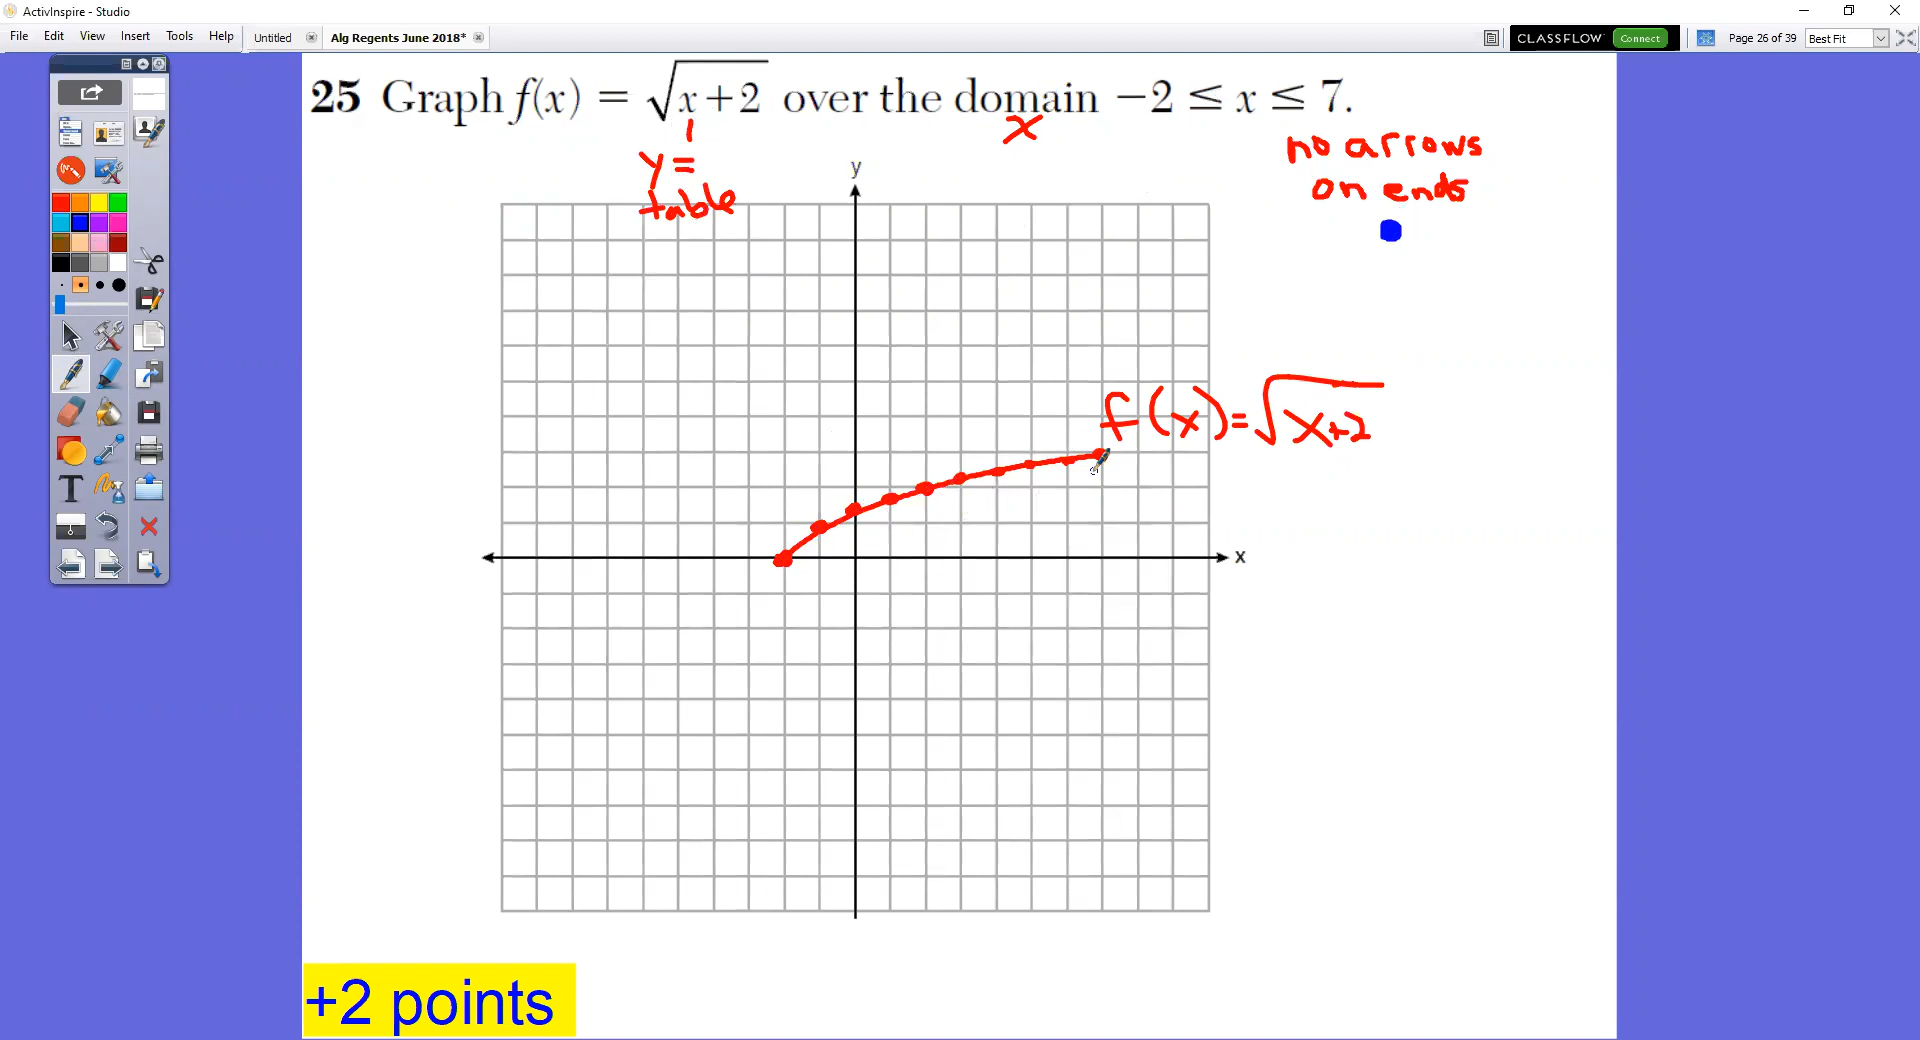 ActivInspire - Studio
File Edit View Insert Tools Help
Untitled
Alg Regents June 2018*
CLASSFLOW Connect
Page 26 of 39
Best Fit
25 Graph f(x) = √x+2 over the domain −2 ≤ x ≤ 7.
x
y =
table
no arrows
on ends
y
f(x)=√x+2
x
T
+2 points